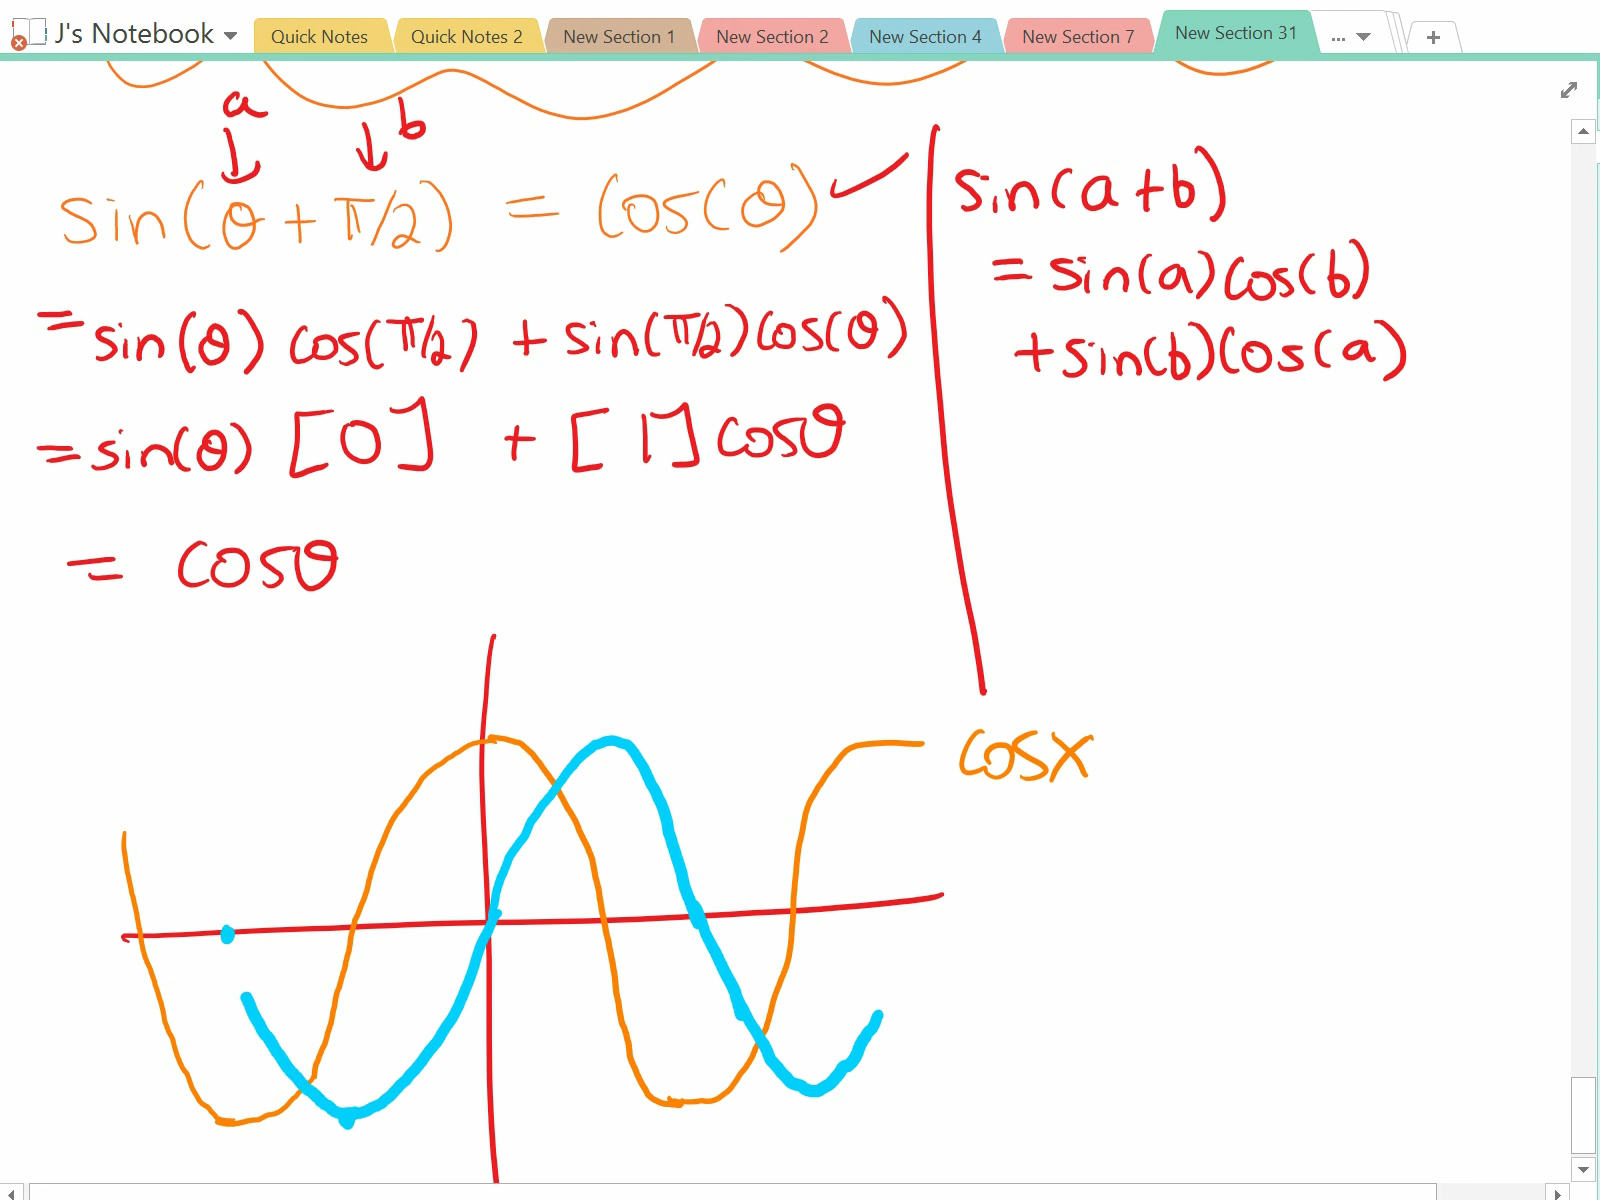 J's Notebook
Quick Notes
Quick Notes 2
New Section 1
New Section 2
New Section 4
New Section 7
New Section 31
...
+
a
b
sin(θ + π/2) = cos(θ) ✓
= sin(θ) cos(π/2) + sin(π/2) cos(θ)
= sin(θ) [0] + [1] cosθ
= cosθ
sin(a+b)
= sin(a) cos(b)
+ sin(b) cos(a)
cosx